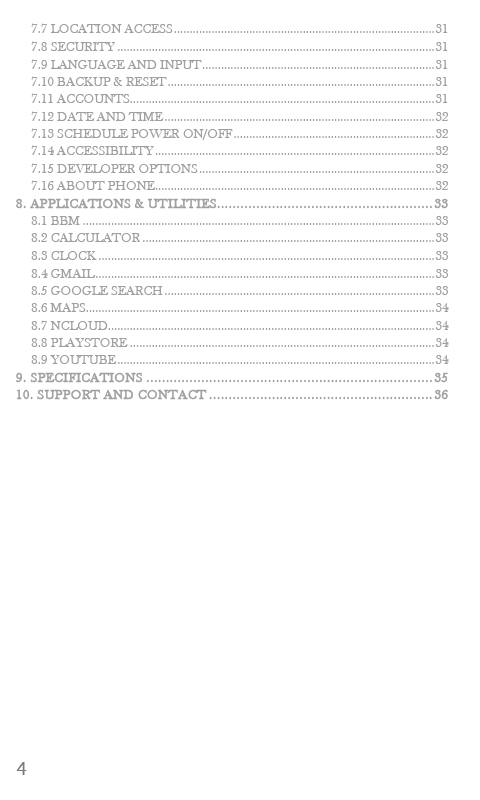 7.7 LOCATION ACCESS....................................................................................31
7.8 SECURITY......................................................................................................31
7.9 LANGUAGE AND INPUT..........................................................................31
7.10 BACKUP & RESET.....................................................................................31
7.11 ACCOUNTS.................................................................................................31
7.12 DATE AND TIME......................................................................................32
7.13 SCHEDULE POWER ON/OFF................................................................32
7.14 ACCESSIBILITY.........................................................................................32
7.15 DEVELOPER OPTIONS...........................................................................32
7.16 ABOUT PHONE.........................................................................................32
8. APPLICATIONS & UTILITIES..................................................33
8.1 BBM.................................................................................................................33
8.2 CALCULATOR..............................................................................................33
8.3 CLOCK............................................................................................................33
8.4 GMAIL.............................................................................................................33
8.5 GOOGLE SEARCH.......................................................................................33
8.6 MAPS...............................................................................................................34
8.7 NCLOUD.........................................................................................................34
8.8 PLAYSTORE..................................................................................................34
8.9 YOUTUBE......................................................................................................34
9. SPECIFICATIONS..................................................................35
10. SUPPORT AND CONTACT....................................................36
4